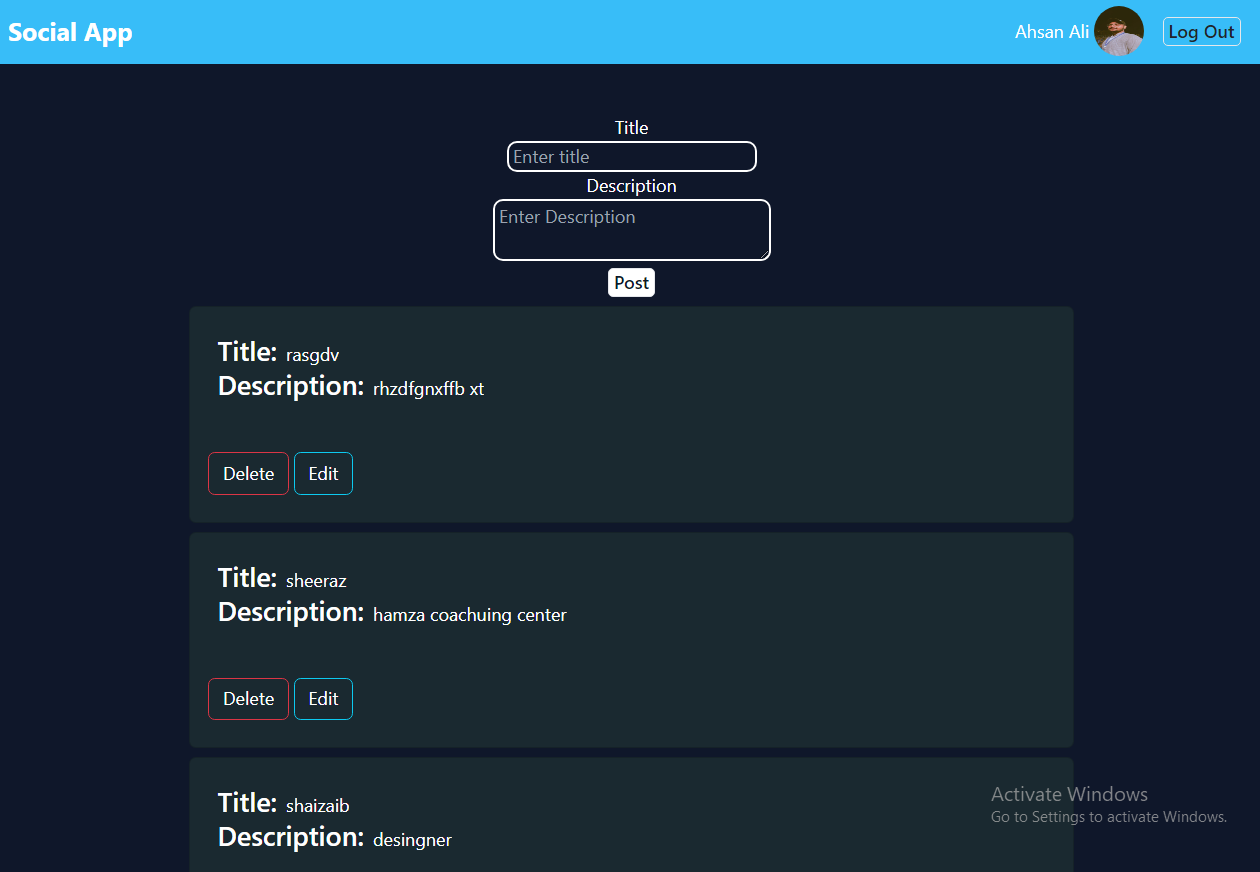 Social App
Ahsan Ali
Log Out
Title
Enter title
Description
Enter Description
Post
Title: rasgdv
Description: rhzdfgnxffb xt
Delete Edit
Title: sheeraz
Description: hamza coachuing center
Delete Edit
Title: shaizaib
Description: desingner
Activate Windows
Go to Settings to activate Windows.